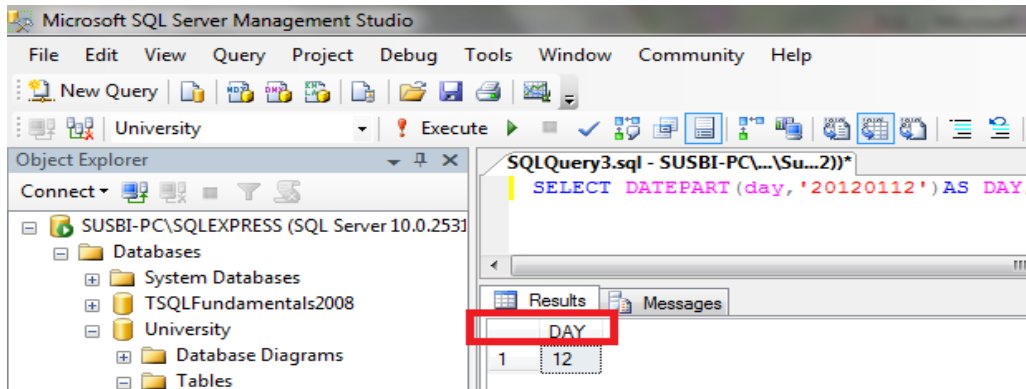 Microsoft SQL Server Management Studio
File Edit View Query Project Debug Tools Window Community Help
New Query
University Execute
Object Explorer
Connect
SQLQuery3.sql - SUSBI-PC\...\Su...2))*
SELECT DATEPART(day,'20120112')AS DAY
SUSBI-PC\SQLEXPRESS (SQL Server 10.0.2531
Databases
System Databases
TSQLFundamentals2008
University
Database Diagrams
Tables
Results Messages
DAY
1 12